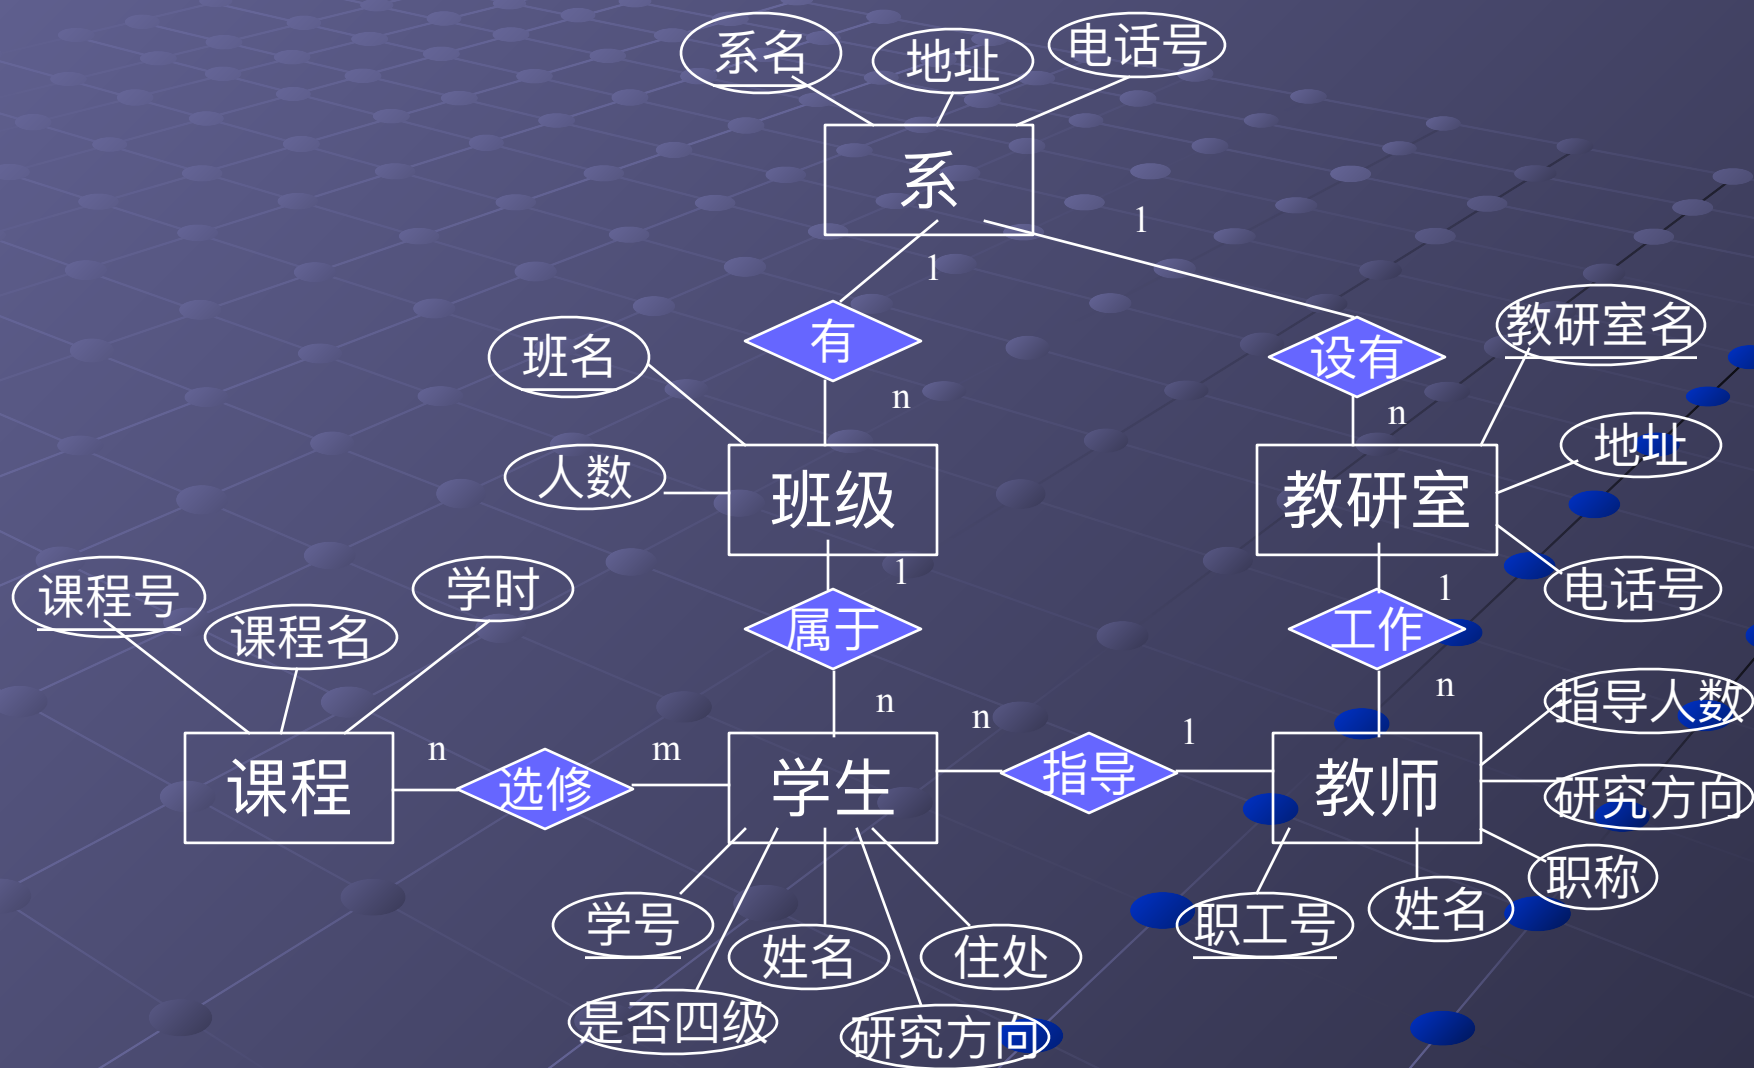 系名
地址
电话号
系
1
1
有
设有
教研室名
班名
n
n
地址
人数
班级
教研室
电话号
课程号
课程名
学时
1
1
属于
工作
n
n
n
1
指导人数
n
m
课程
选修
学生
指导
教师
研究方向
职称
学号
姓名
住处
职工号
姓名
是否四级
研究方向